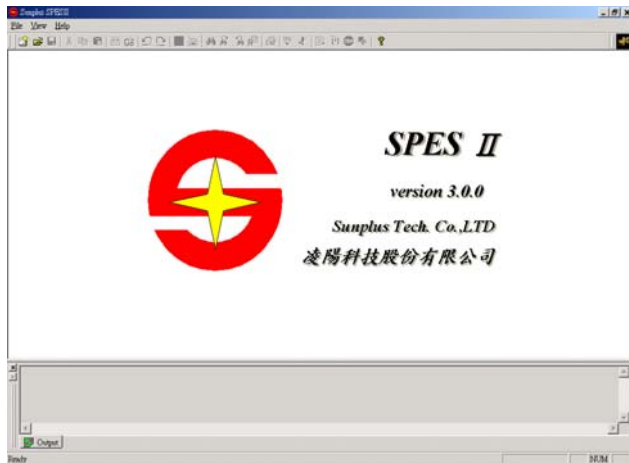 Sunplus SPESII
File View Help
SPES II
version 3.0.0
Sunplus Tech. Co.,LTD
凌陽科技股份有限公司
Output
Ready
NUM